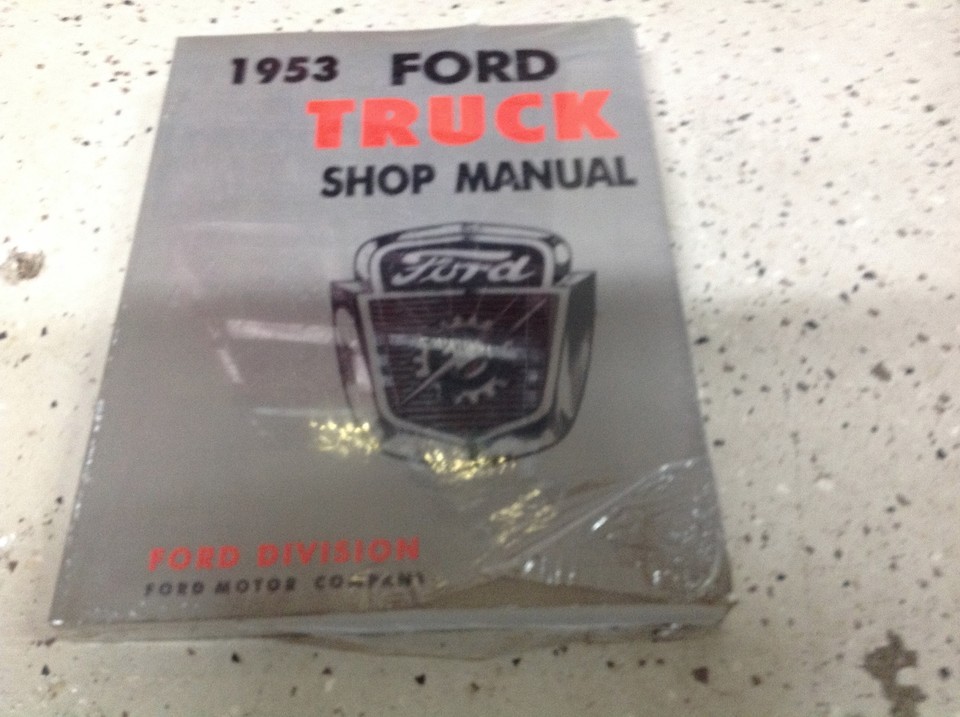 1953 FORD
TRUCK
SHOP MANUAL
Ford
FORD DIVISION
FORD MOTOR COMPANY